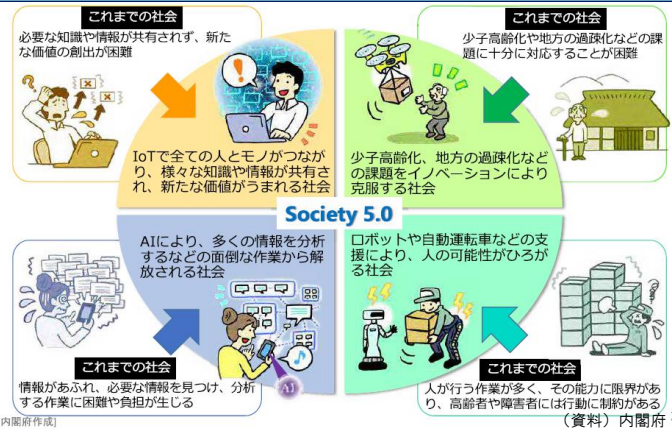 これまでの社会
必要な知識や情報が共有されず、新た
な価値の創出が困難
IoTで全ての人とモノがつなが
り、様々な知識や情報が共有さ
れ、新たな価値がうまれる社会
これまでの社会
少子高齢化や地方の過疎化などの課
題に十分に対応することが困難
少子高齢化、地方の過疎化など
の課題をイノベーションにより
克服する社会
Society 5.0
AIにより、多くの情報を分析
するなどの面倒な作業から解
放される社会
AI
これまでの社会
情報があふれ、必要な情報を見つけ、分析
する作業に困難や負担が生じる
ロボットや自動運転車などの支
援により、人の可能性がひろが
る社会
これまでの社会
人が行う作業が多く、その能力に限界があ
り、高齢者や障害者には行動に制約がある
内閣府作成]
（資料）内閣府